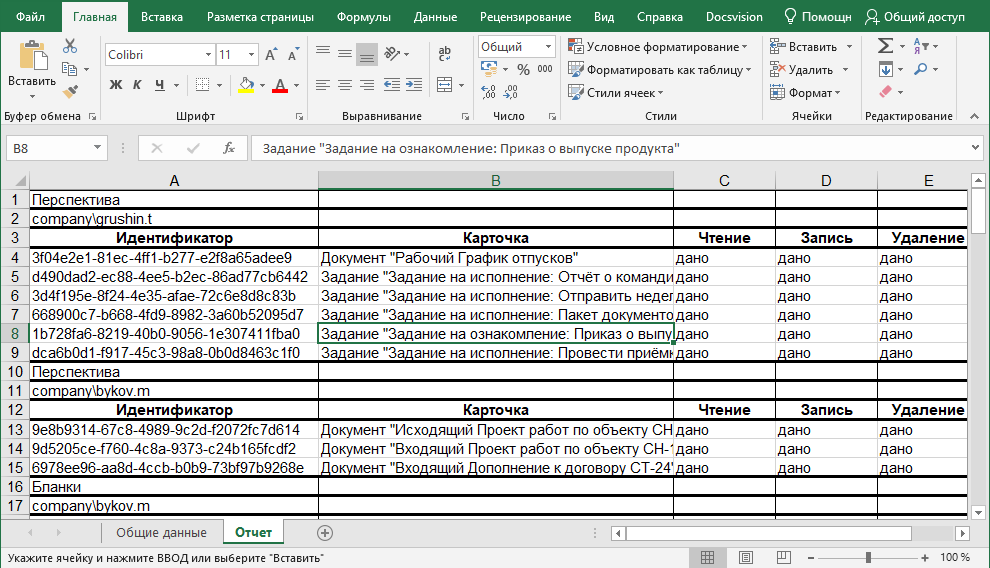 Файл Главная Вставка Разметка страницы Формулы Данные Рецензирование Вид Справка Docsvision Помощн Общий доступ
Вставить
Colibri 11
Ж К Ч А
ab
Общий
% 000
Условное форматирование
Форматировать как таблицу
Стили ячеек
Вставить
Удалить
Формат
Буфер обмена Шрифт Выравнивание Число Стили Ячейки Редактирование
B8 fx Задание "Задание на ознакомление: Приказ о выпуске продукта"
A B C D E
1 Перспектива
2 company\grushin.t
3 Идентификатор Карточка Чтение Запись Удаление
4 3f04e2e1-81ec-4ff1-b277-e2f8a65adee9 Документ "Рабочий График отпусков" дано дано дано
5 d490dad2-ec88-4ee5-b2ec-86ad77cb6442 Задание "Задание на исполнение: Отчёт о команди дано дано дано
6 3d4f195e-8f24-4e35-afae-72c6e8d8c83b Задание "Задание на исполнение: Отправить недел дано дано дано
7 668900c7-b668-4fd9-8982-3a60b52095d7 Задание "Задание на исполнение: Пакет документо дано дано дано
8 1b728fa6-8219-40b0-9056-1e307411fba0 Задание "Задание на ознакомление: Приказ о выпу дано дано дано
9 dca6b0d1-f917-45c3-98a8-0b0d8463c1f0 Задание "Задание на исполнение: Провести приём дано дано дано
10 Перспектива
11 company\bykov.m
12 Идентификатор Карточка Чтение Запись Удаление
13 9e8b9314-67c8-4989-9c2d-f2072fc7d614 Документ "Исходящий Проект работ по объекту СН дано дано дано
14 9d5205ce-f760-4c8a-9373-c24b165fcdf2 Документ "Входящий Проект работ по объекту СН-1 дано дано дано
15 6978ee96-aa8d-4ccb-b0b9-73bf97b9268e Документ "Входящий Дополнение к договору СТ-24" дано дано дано
16 Бланки
17 company\bykov.m
Общие данные Отчет
Укажите ячейку и нажмите ВВОД или выберите "Вставить" 100 %